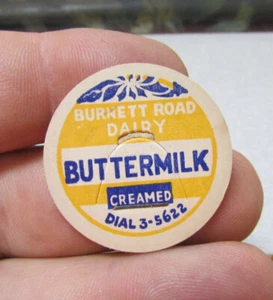 BURNETT ROAD
DAIRY
BUTTERMILK
CREAMED
DIAL 3-5622